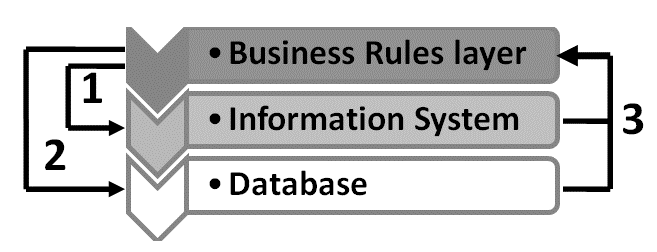 • Business Rules layer
1
• Information System
3
2
• Database